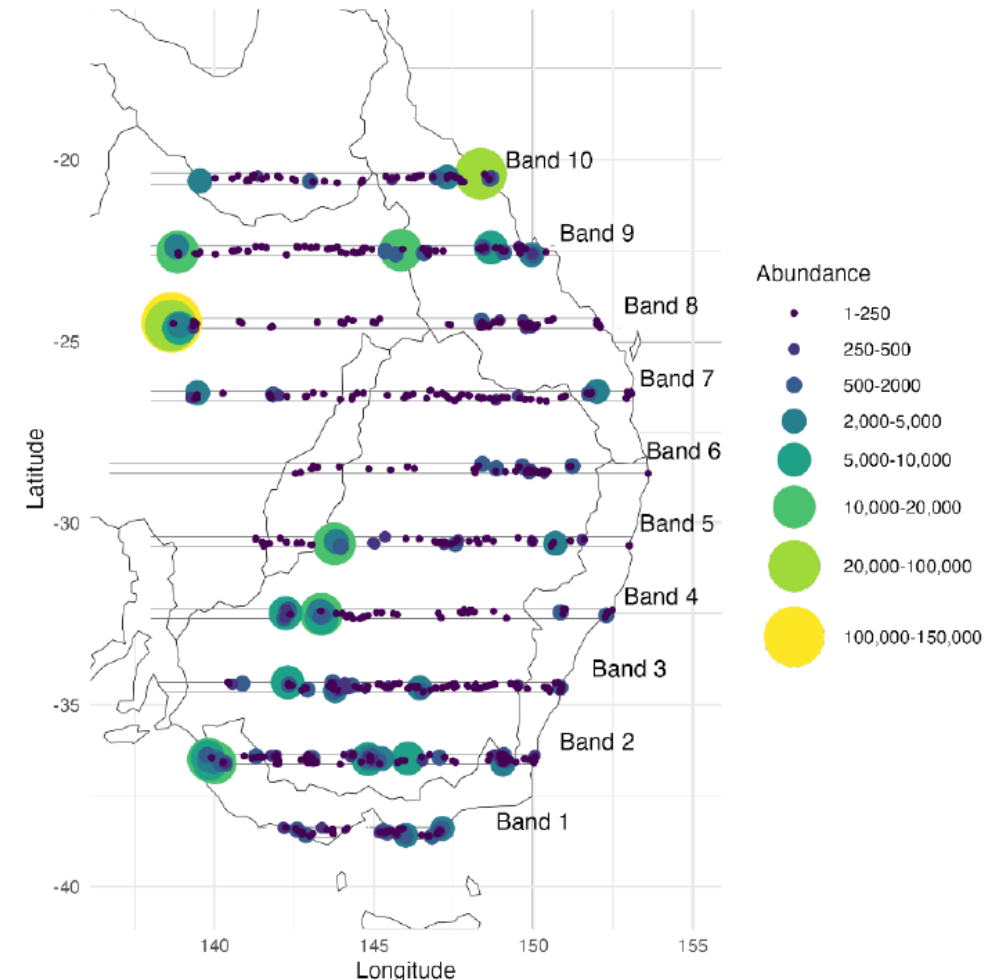 -20
-25
-30
-35
-40
Latitude
140
145
150
155
Longitude
Band 10
Band 9
Band 8
Band 7
Band 6
Band 5
Band 4
Band 3
Band 2
Band 1
Abundance
1-250
250-500
500-2000
2,000-5,000
5,000-10,000
10,000-20,000
20,000-100,000
100,000-150,000